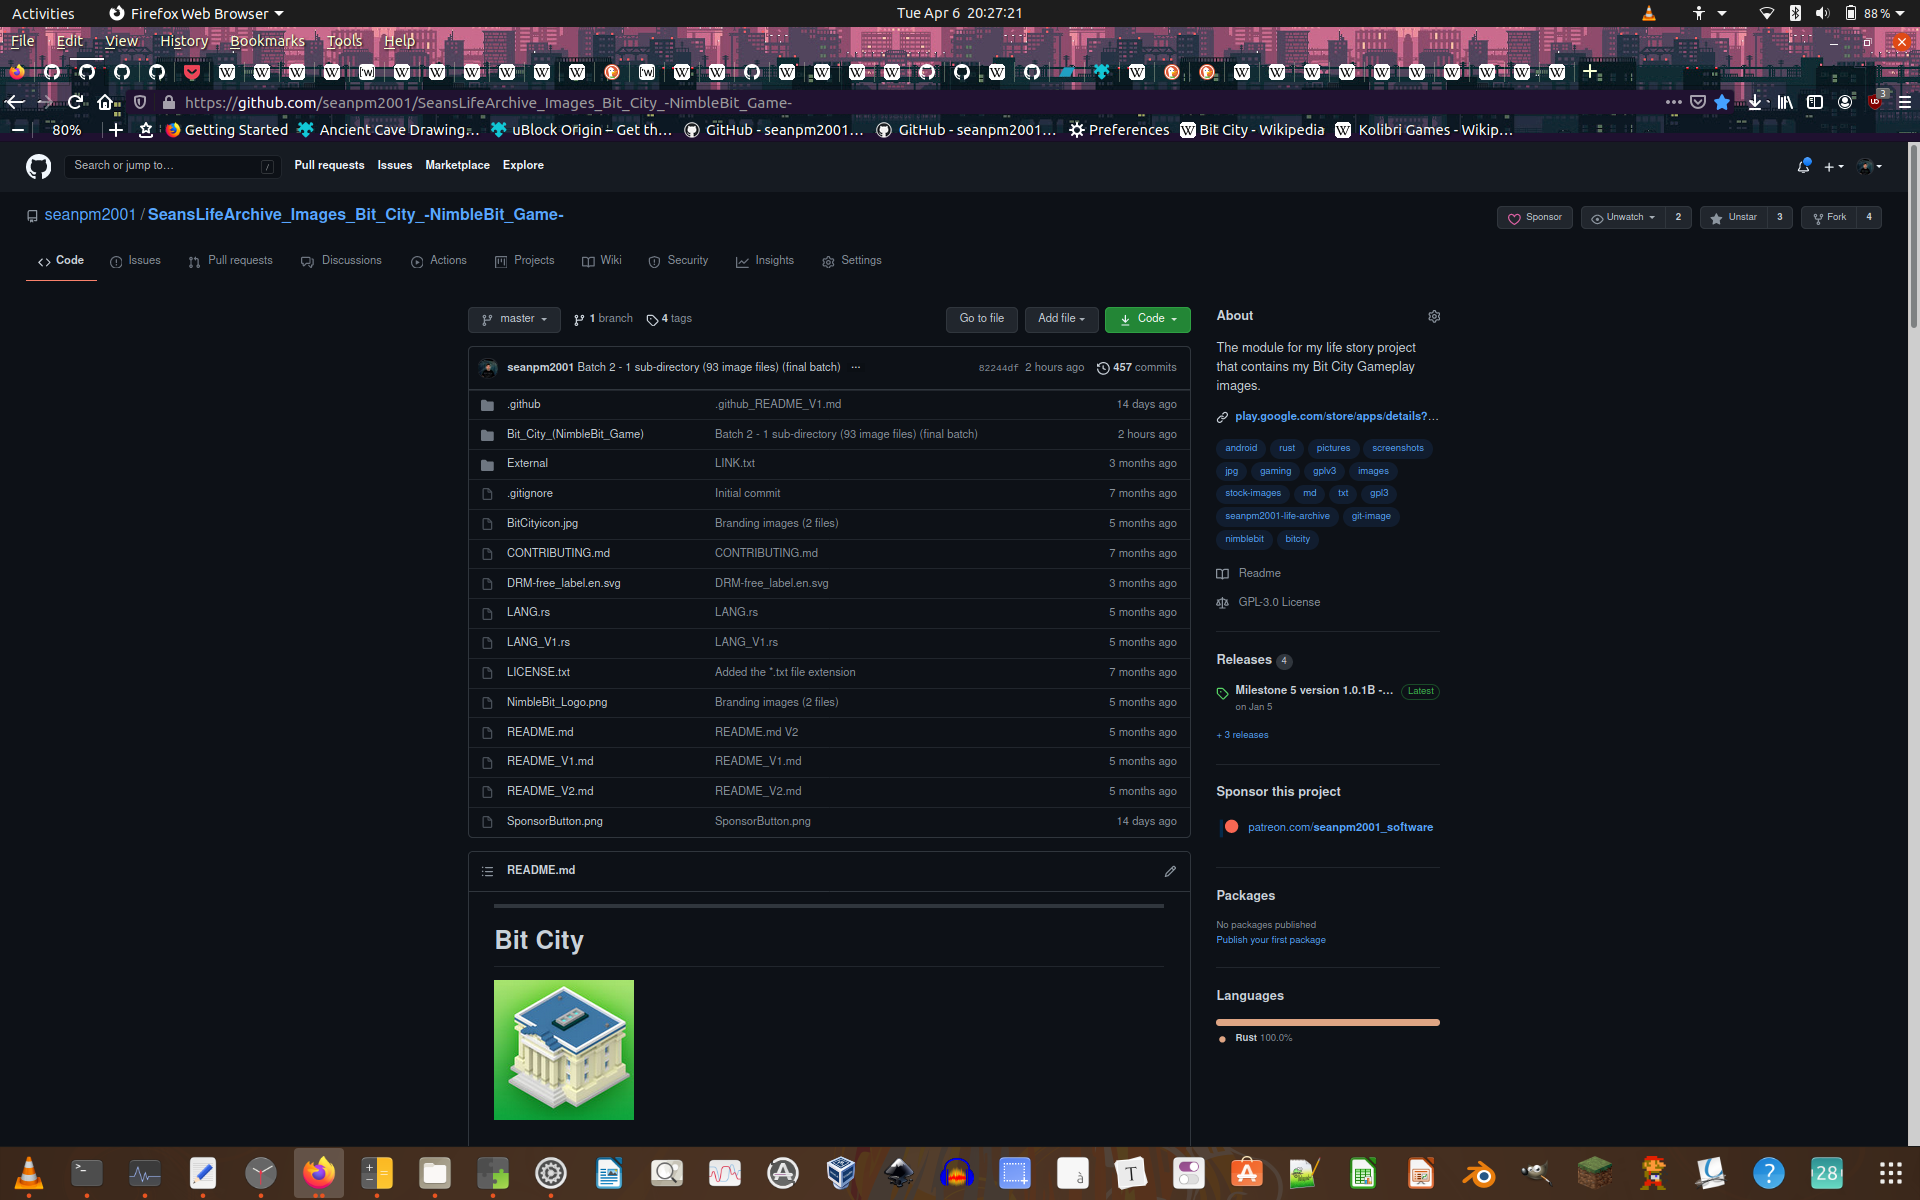 Activities Firefox Web Browser Tue Apr 6 20:27:21 88 %
File Edit View History Bookmarks Tools Help
https://github.com/seanpm2001/SeansLifeArchive_Images_Bit_City_-NimbleBit_Game- 3
80% Getting Started Ancient Cave Drawing... uBlock Origin – Get th... GitHub - seanpm2001... GitHub - seanpm2001... Preferences Bit City - Wikipedia Kolibri Games - Wikip...
Search or jump to... / Pull requests Issues Marketplace Explore
seanpm2001 / SeansLifeArchive_Images_Bit_City_-NimbleBit_Game- Sponsor Unwatch 2 Unstar 3 Fork 4
Code Issues Pull requests Discussions Actions Projects Wiki Security Insights Settings
master 1 branch 4 tags Go to file Add file Code
seanpm2001 Batch 2 - 1 sub-directory (93 image files) (final batch) ... 82244df 2 hours ago 457 commits
.github .github_README_V1.md 14 days ago
Bit_City_(NimbleBit_Game) Batch 2 - 1 sub-directory (93 image files) (final batch) 2 hours ago
External LINK.txt 3 months ago
.gitignore Initial commit 7 months ago
BitCityicon.jpg Branding images (2 files) 5 months ago
CONTRIBUTING.md CONTRIBUTING.md 7 months ago
DRM-free_label.en.svg DRM-free_label.en.svg 3 months ago
LANG.rs LANG.rs 5 months ago
LANG_V1.rs LANG_V1.rs 5 months ago
LICENSE.txt Added the *.txt file extension 7 months ago
NimbleBit_Logo.png Branding images (2 files) 5 months ago
README.md README.md V2 5 months ago
README_V1.md README_V1.md 5 months ago
README_V2.md README_V2.md 5 months ago
SponsorButton.png SponsorButton.png 14 days ago
README.md
Bit City
About
The module for my life story project
that contains my Bit City Gameplay
images.
play.google.com/store/apps/details?...
android rust pictures screenshots
jpg gaming gplv3 images
stock-images md txt gpl3
seanpm2001-life-archive git-image
nimblebit bitcity
Readme
GPL-3.0 License
Releases 4
Milestone 5 version 1.0.1B -... Latest
on Jan 5
+ 3 releases
Sponsor this project
patreon.com/seanpm2001_software
Packages
No packages published
Publish your first package
Languages
Rust 100.0%
28